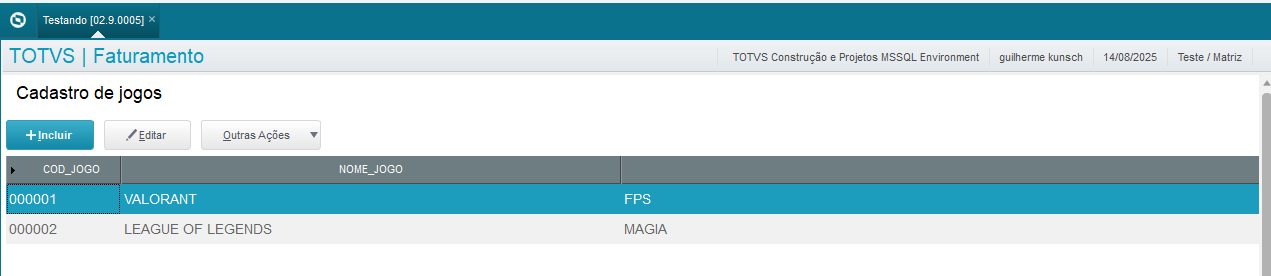 Testando [02.9.0005] ×
TOTVS | Faturamento
TOTVS Construção e Projetos MSSQL Environment guilherme kunsch 14/08/2025 Teste / Matriz
Cadastro de jogos
+Incluir Editar Outras Ações
COD_JOGO NOME_JOGO
000001 VALORANT FPS
000002 LEAGUE OF LEGENDS MAGIA